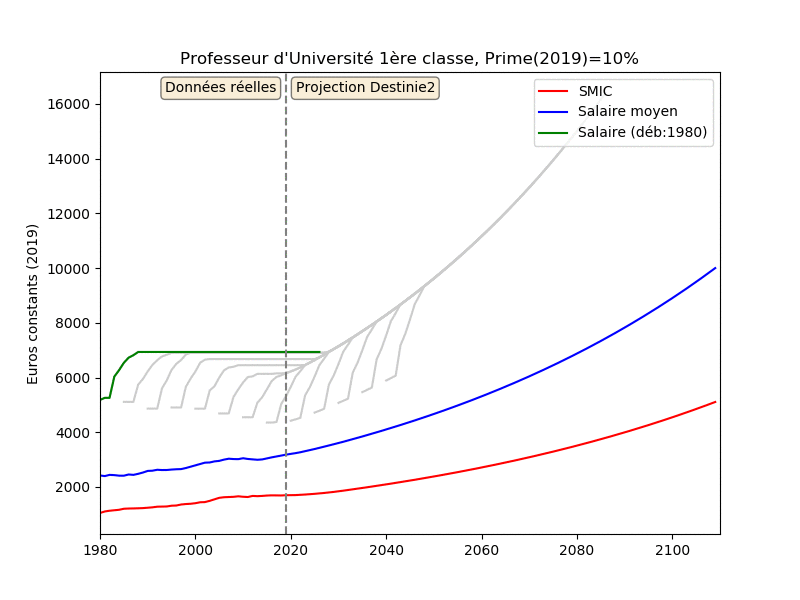 Professeur d'Université 1ère classe, Prime(2019)=10%
Données réelles
Projection Destinie2
SMIC
Salaire moyen
Salaire (déb:1980)
Euros constants (2019)
16000
14000
12000
10000
8000
6000
4000
2000
1980
2000
2020
2040
2060
2080
2100